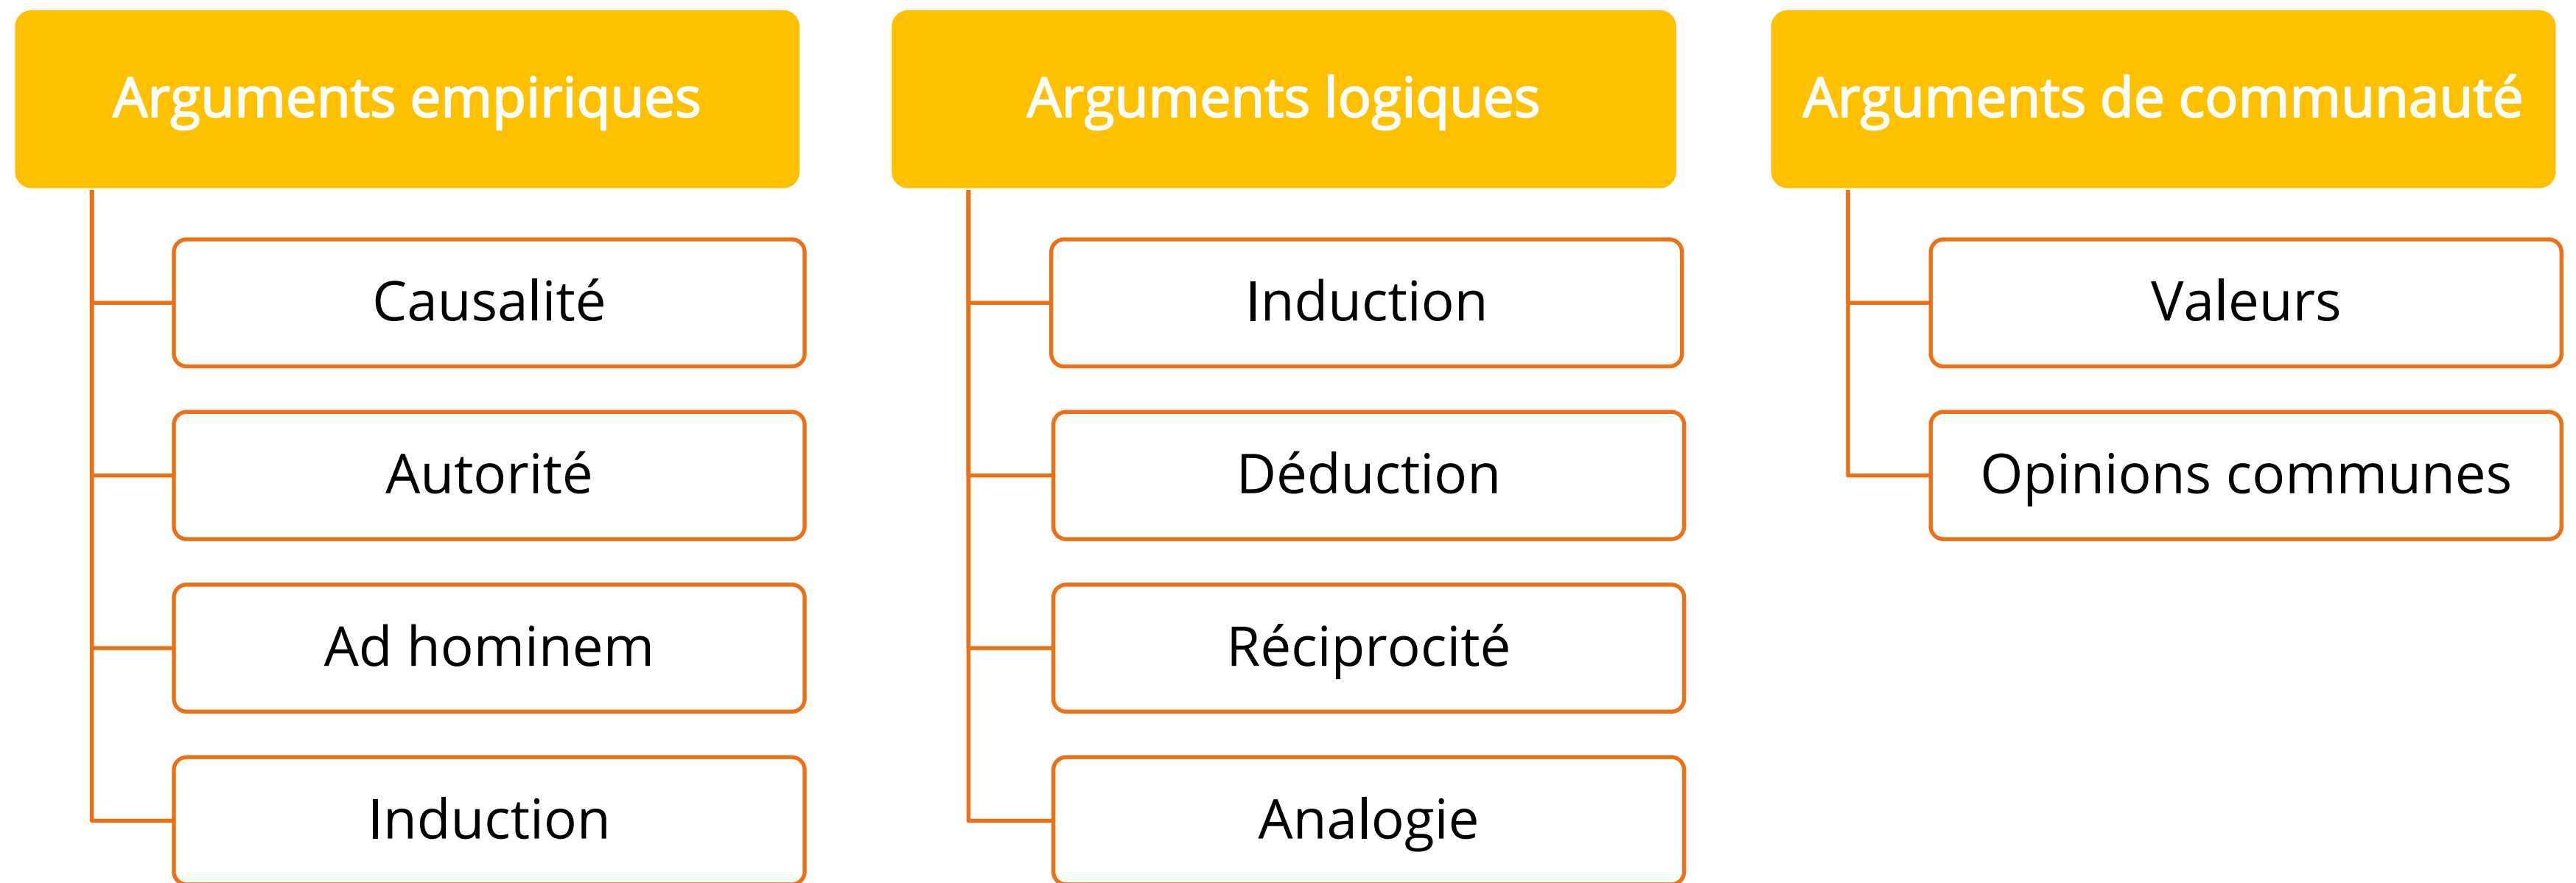 Arguments empiriques
Causalité
Autorité
Ad hominem
Induction
Arguments logiques
Induction
Déduction
Réciprocité
Analogie
Arguments de communauté
Valeurs
Opinions communes